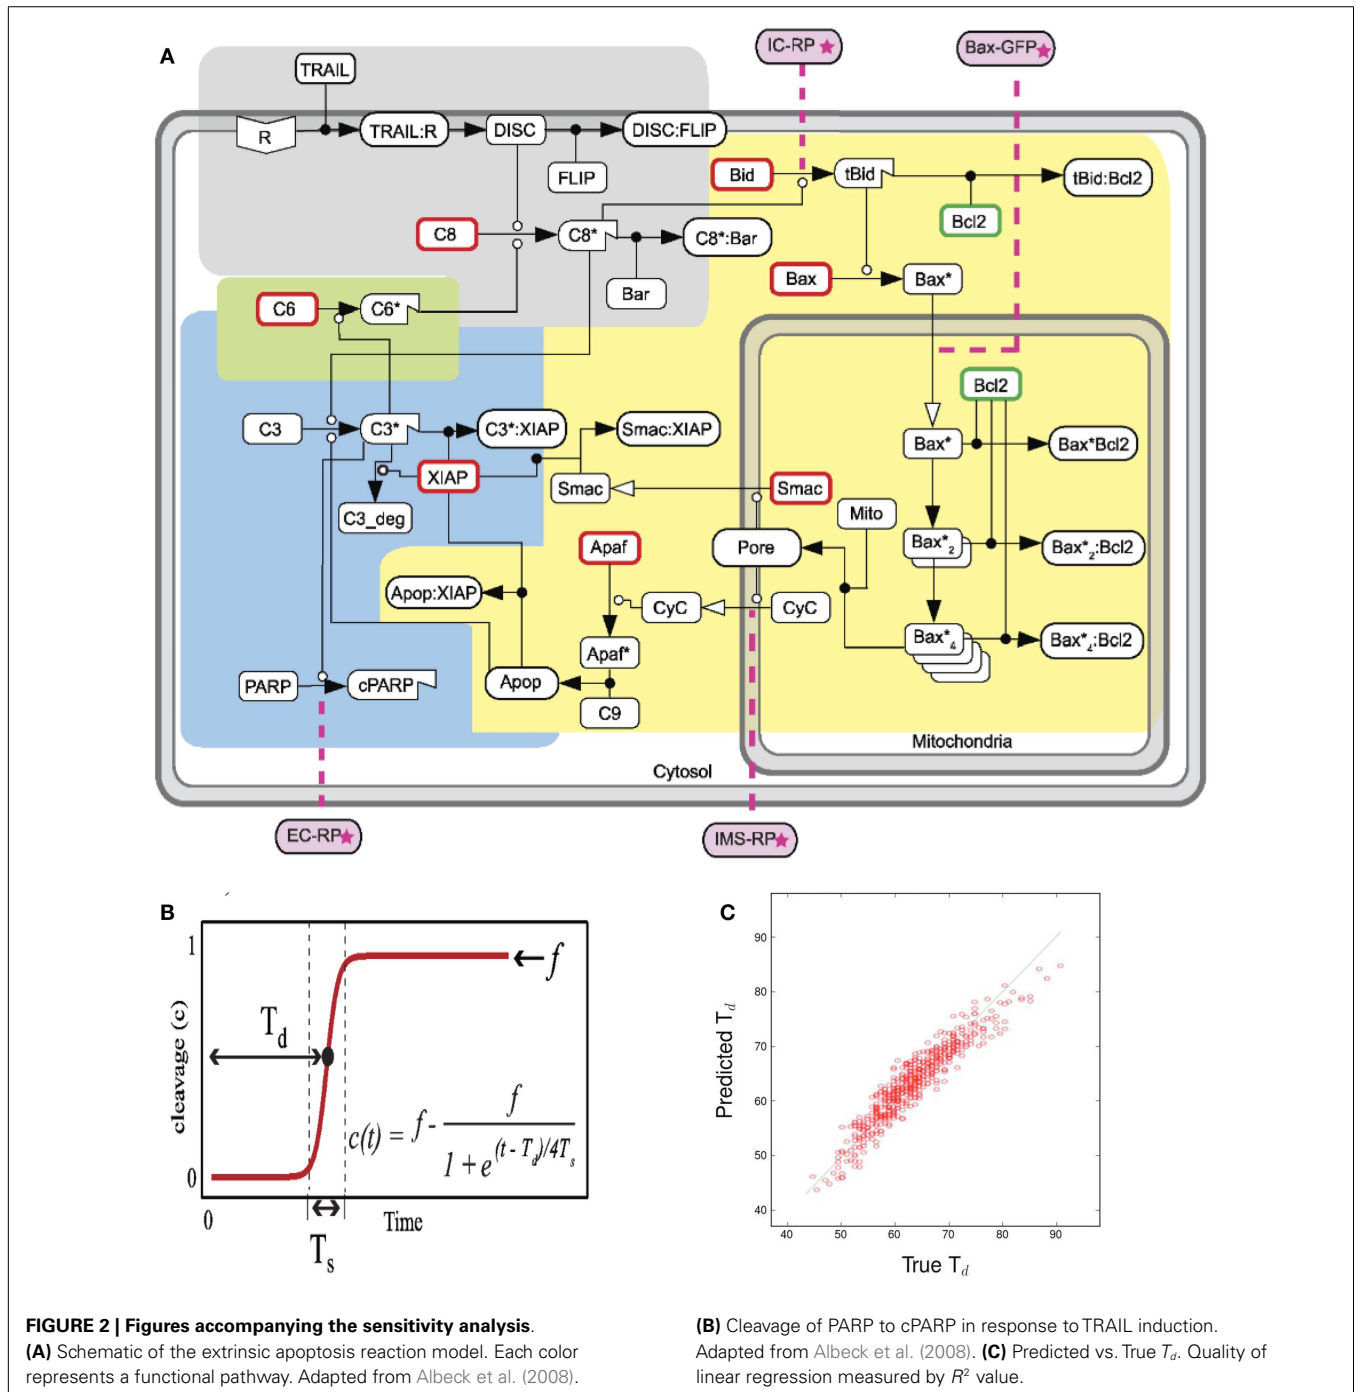 A
IC-RP
Bax-GFP
TRAIL
R
TRAIL:R
DISC
DISC:FLIP
FLIP
Bid
tBid
tBid:Bcl2
Bcl2
C8
C8*
C8*:Bar
Bar
Bax
Bax*
C6
C6*
Bcl2
C3
C3*
C3*:XIAP
Smac:XIAP
Bax*
Bax*Bcl2
XIAP
Smac
Smac
Mito
C3_deg
Apaf
Pore
Bax*2
Bax*2:Bcl2
Apop:XIAP
CyC
CyC
Apaf*
Bax*4
Bax*4:Bcl2
PARP
cPARP
Apop
C9
Mitochondria
Cytosol
EC-RP
IMS-RP
B
1
f
cleavage (c)
Td
c(t) = f - f / 1 + e(t - Td)/4Ts
0
0
Time
Ts
C
90
80
70
60
50
40
Predicted Td
40 50 60 70 80 90
True Td
FIGURE 2 | Figures accompanying the sensitivity analysis.
(A) Schematic of the extrinsic apoptosis reaction model. Each color
represents a functional pathway. Adapted from Albeck et al. (2008).
(B) Cleavage of PARP to cPARP in response to TRAIL induction.
Adapted from Albeck et al. (2008). (C) Predicted vs. True Td. Quality of
linear regression measured by R² value.